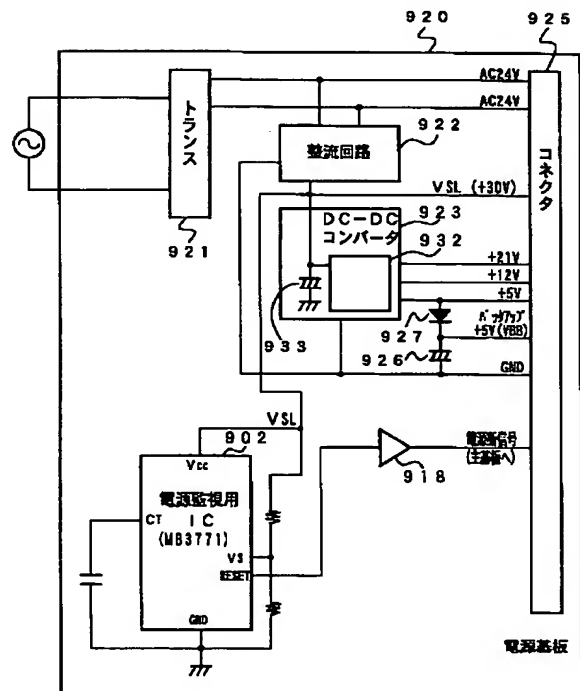 920
925
AC24V
AC24V
トランス
921
整流回路
922
コネクタ
VSL (+30V)
DC-DC
コンバータ
923
932
933
+21V
+12V
+5V
927
バックアップ
+5V(VBB)
926
GND
VSL
902
Vcc
電源監視用
IC
(MB3771)
CT
VS
RESET
GND
918
電源断信号
(主基板へ)
電源基板